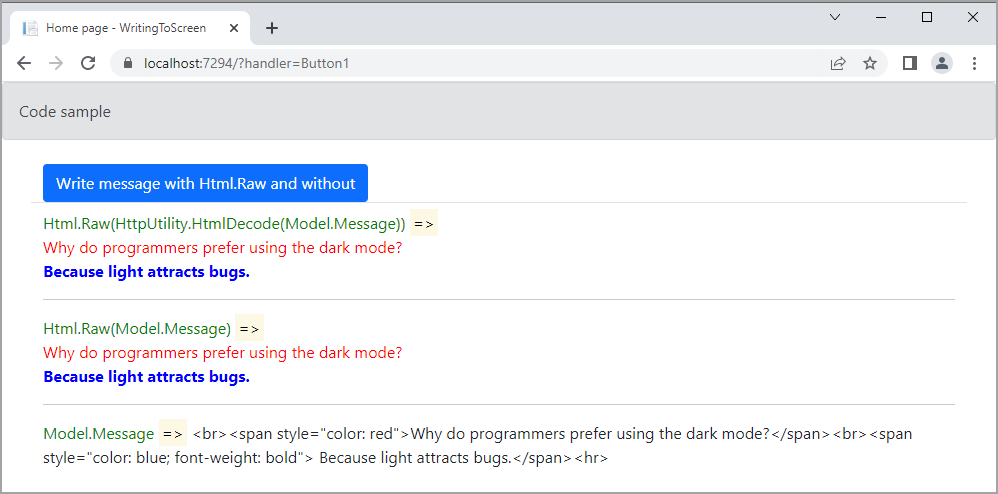 Home page - WritingToScreen
localhost:7294/?handler=Button1
Code sample
Write message with Html.Raw and without
Html.Raw(HttpUtility.HtmlDecode(Model.Message)) =>
Why do programmers prefer using the dark mode?
Because light attracts bugs.
Html.Raw(Model.Message) =>
Why do programmers prefer using the dark mode?
Because light attracts bugs.
Model.Message => <br><span style="color: red">Why do programmers prefer using the dark mode?</span><br><span
style="color: blue; font-weight: bold"> Because light attracts bugs.</span><hr>